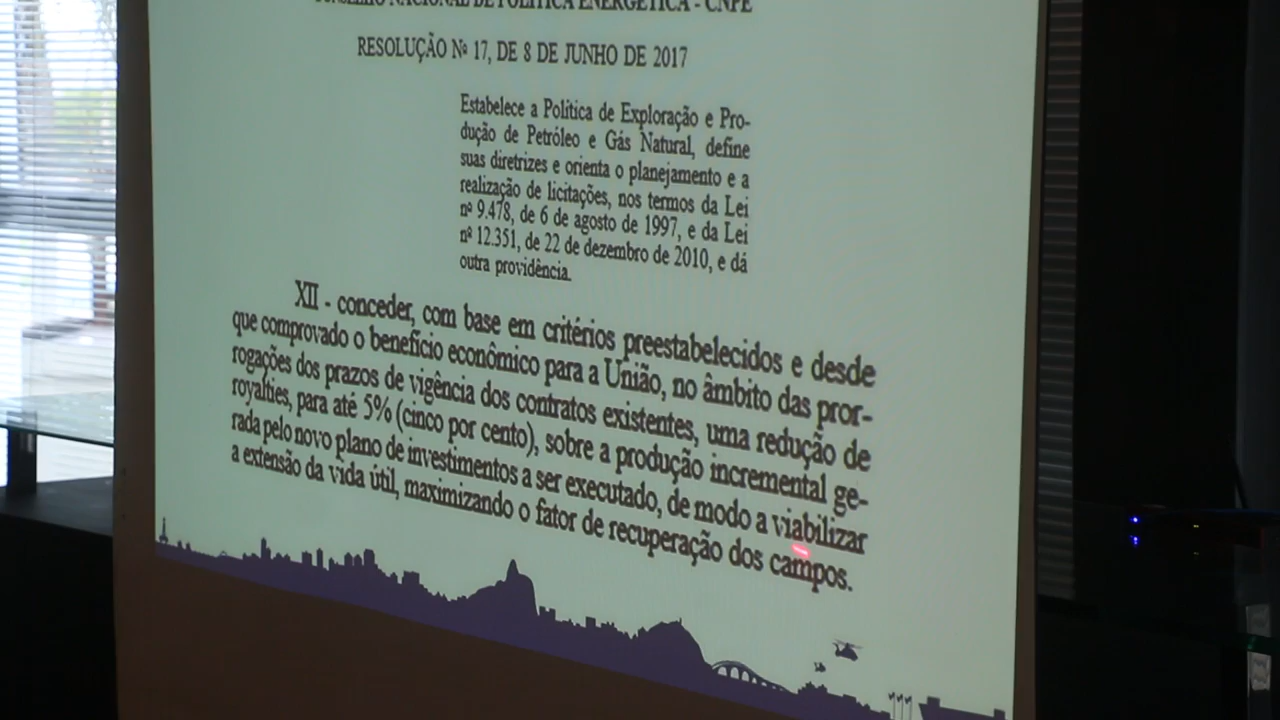 CONSELHO NACIONAL DE POLÍTICA ENERGÉTICA - CNPE
RESOLUÇÃO Nº 17, DE 8 DE JUNHO DE 2017
Estabelece a Política de Exploração e Pro-
dução de Petróleo e Gás Natural, define
suas diretrizes e orienta o planejamento e a
realização de licitações, nos termos da Lei
nº 9.478, de 6 de agosto de 1997, e da Lei
nº 12.351, de 22 de dezembro de 2010, e dá
outra providência.
XII - conceder, com base em critérios preestabelecidos e desde
que comprovado o benefício econômico para a União, no âmbito das pror-
rogações dos prazos de vigência dos contratos existentes, uma redução de
royalties, para até 5% (cinco por cento), sobre a produção incremental ge-
rada pelo novo plano de investimentos a ser executado, de modo a viabilizar
a extensão da vida útil, maximizando o fator de recuperação dos campos.